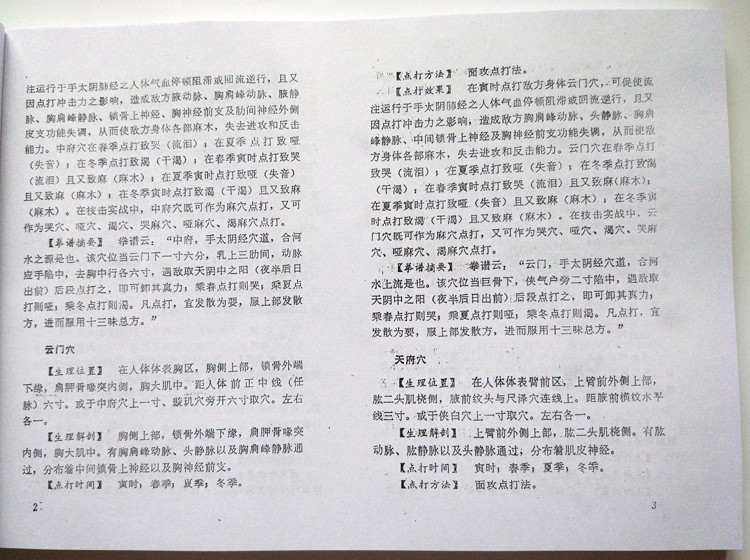 注运行于手太阴肺经之人体气血停顿阻滞或回流逆行，且又
因点打冲击力之影响，造成敌方腋动脉、胸肩峰动脉、腋静
脉、胸肩峰静脉、锁骨上神经、胸神经前支及肋间神经外侧
皮支功能失调，从而使敌方身体各部麻木，失去进攻和反击
能力。中府穴在春季点打致哭（流泪）；在夏季点打致哑
（失音）；在冬季点打致渴（干渴）；在春季寅时点打致哭
（流泪）且又致麻（麻木）；在夏季寅时点打致哑（失音）
且又致麻（麻木）；在冬季寅时点打致渴（干渴）且又致麻
（麻木）。在技击实战中，中府穴既可作为麻穴点打，又可
作为哭穴、哑穴、渴穴、哭麻穴、哑麻穴、渴麻穴点打。
【拳谱摘要】 拳谱云：“中府，手太阴经穴道，合河
水之源是也。该穴位当云门下一寸六分，乳上三肋间，动脉
应手陷中，去胸中行各六寸，遇敌取天阴中之阳（夜半后日
出前）后段点打之，即可卸其真力；乘春点打则哭；乘夏点
打则哑；乘冬点打则渴。凡点打，宜发散为要，服上部发散
方，进而服用十三味总方。”
云门穴
【生理位置】 在人体体表胸区，胸侧上部，锁骨外端
下缘，肩胛骨喙突内侧，胸大肌中。距人体前正中线（任
脉）六寸。或于中府穴上一寸、璇玑穴旁开六寸取穴。左右
各一。
【生理解剖】 胸侧上部，锁骨外端下缘，肩胛骨喙突
内侧，胸大肌中。有胸肩峰动脉、头静脉以及胸肩峰静脉通
过，分布着中间锁骨上神经以及胸神经前支。
【点打时间】 寅时；春季；夏季；冬季。
2
【点打方法】 面攻点打法。
【点打效果】 在寅时点打敌方身体云门穴，可促使流
注运行于手太阴肺经之人体气血停顿阻滞或回流逆行，且又
因点打冲击力之影响，造成敌方胸肩峰动脉、头静脉、胸肩
峰静脉、中间锁骨上神经及胸神经前支功能失调，从而使敌
方身体各部麻木，失去进攻和反击能力。云门穴在春季点打
致哭（流泪）；在夏季点打致哑（失音）；在冬季点打致渴
（干渴）；在春季寅时点打致哭（流泪）且又致麻（麻木）；
在夏季寅时点打致哑（失音）且又致麻（麻木）；在冬季寅
时点打致渴（干渴）且又致麻（麻木）。在技击实战中，云
门穴既可作为麻穴点打，又可作为哭穴、哑穴、渴穴、哭麻
穴、哑麻穴、渴麻穴点打。
【拳谱摘要】 拳谱云：“云门，手太阴经穴道，合河
水上流是也。该穴位当巨骨下，侠气户旁二寸陷中，遇敌取
天阴中之阳（夜半后日出前）后段点打之，即可卸其真力；
乘春点打则哭；乘夏点打则哑；乘冬点打则渴。凡点打，宜
发散为要，服上部发散方，进而服用十三味总方。”
天府穴
【生理位置】 在人体体表臂前区，上臂前外侧上部，
肱二头肌桡侧，腋前纹头与尺泽穴连线上。距腋前横纹水平
线三寸。或于侠白穴上一寸取穴。左右各一。
【生理解剖】 上臂前外侧上部，肱二头肌桡侧。有肱
动脉、肱静脉以及头静脉通过，分布着肌皮神经。
【点打时间】 寅时；春季；夏季；冬季。
【点打方法】 面攻点打法。
3